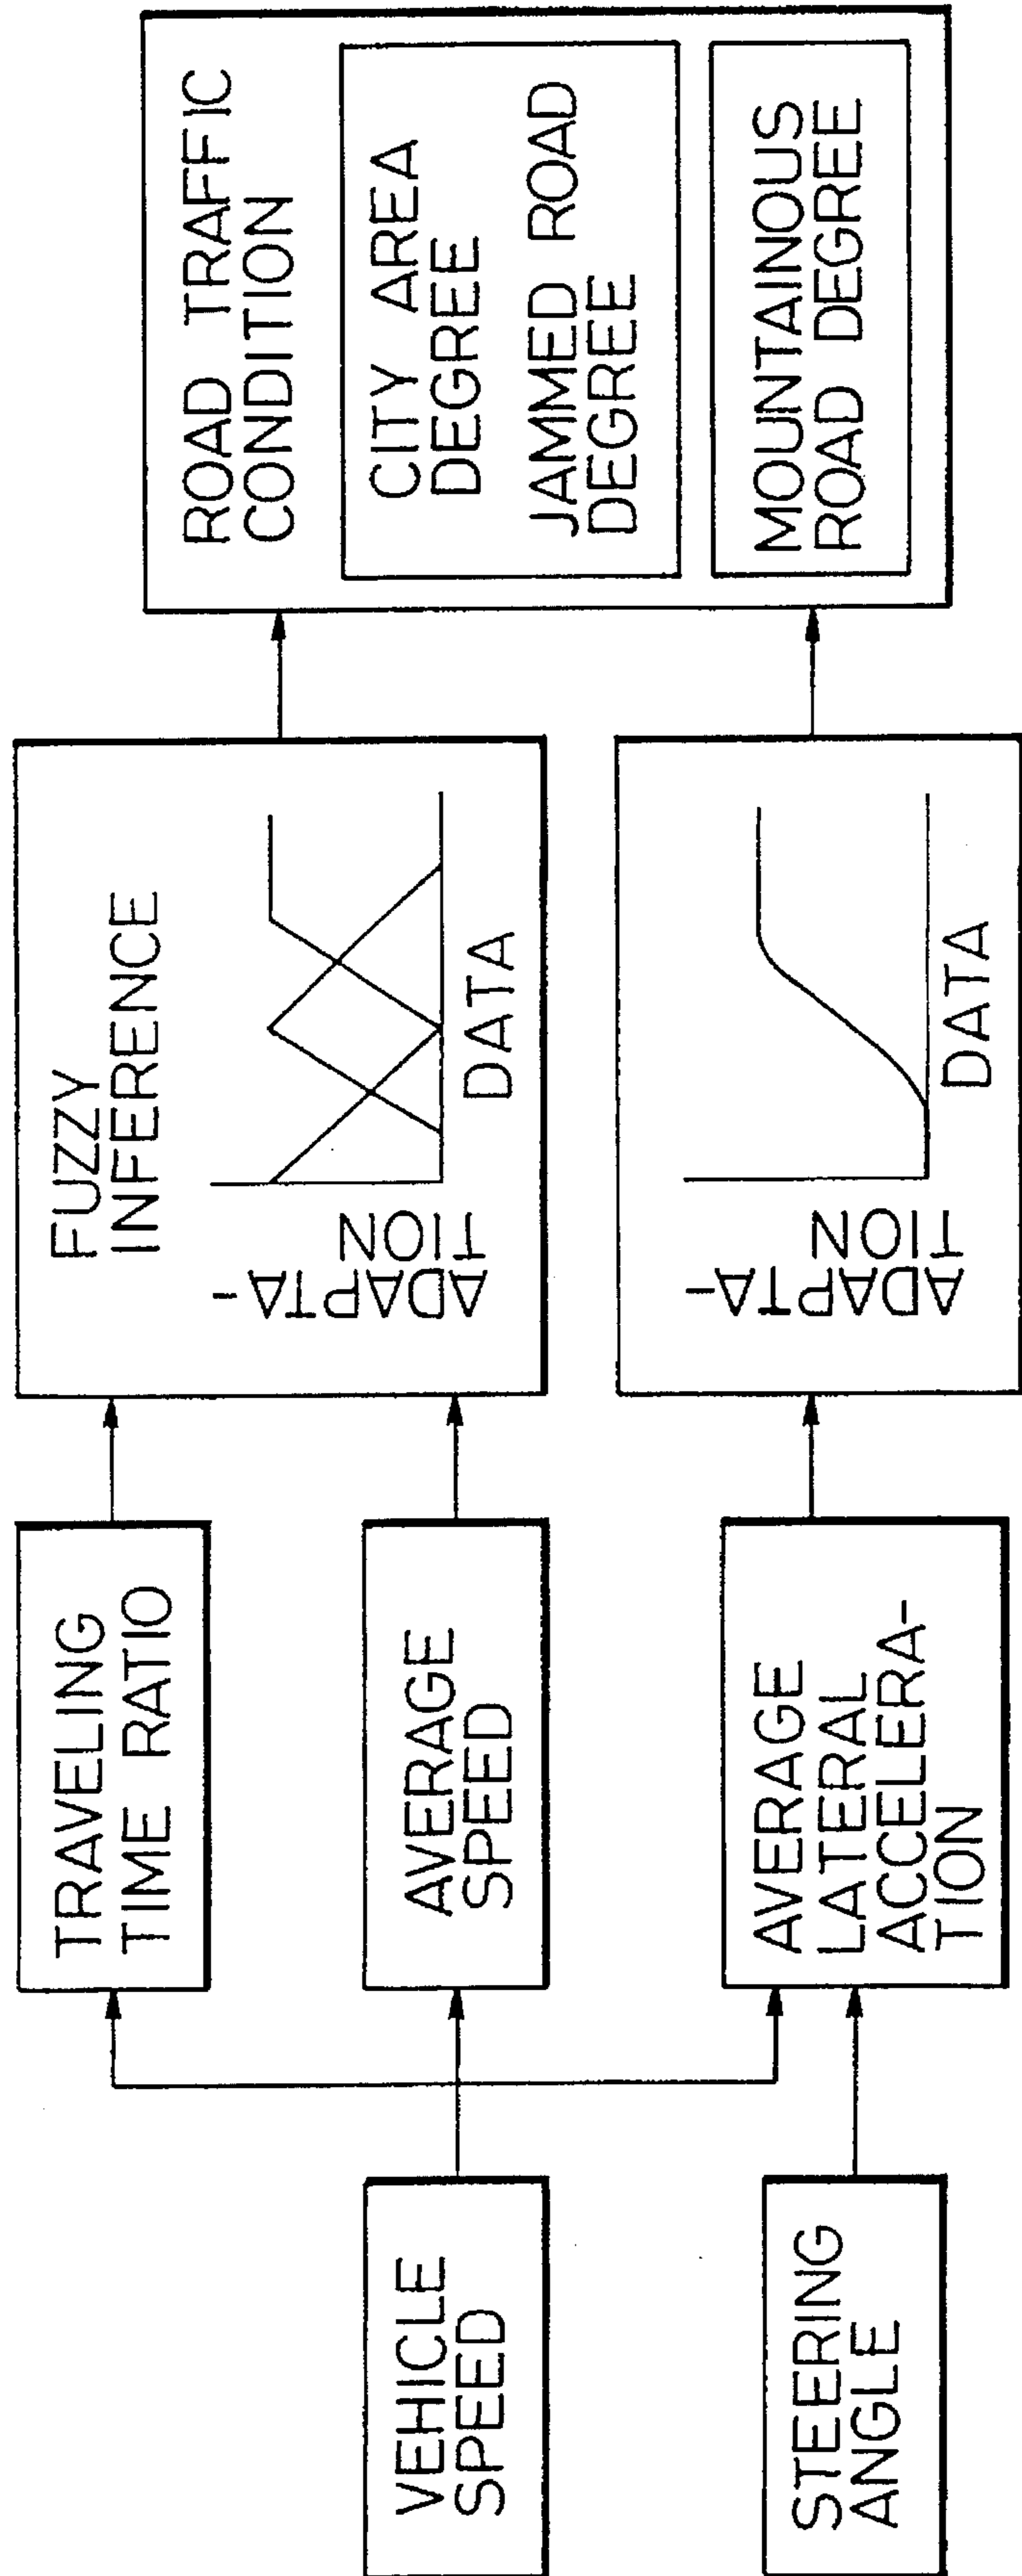 VEHICLE
SPEED
STEERING
ANGLE
TRAVELING
TIME RATIO
AVERAGE
SPEED
AVERAGE
LATERAL
ACCELERA-
TION
FUZZY
INFERENCE
ADAPTA-
TION
DATA
ADAPTA-
TION
DATA
ROAD TRAFFIC
CONDITION
CITY AREA
DEGREE
JAMMED ROAD
DEGREE
MOUNTAINOUS
ROAD DEGREE